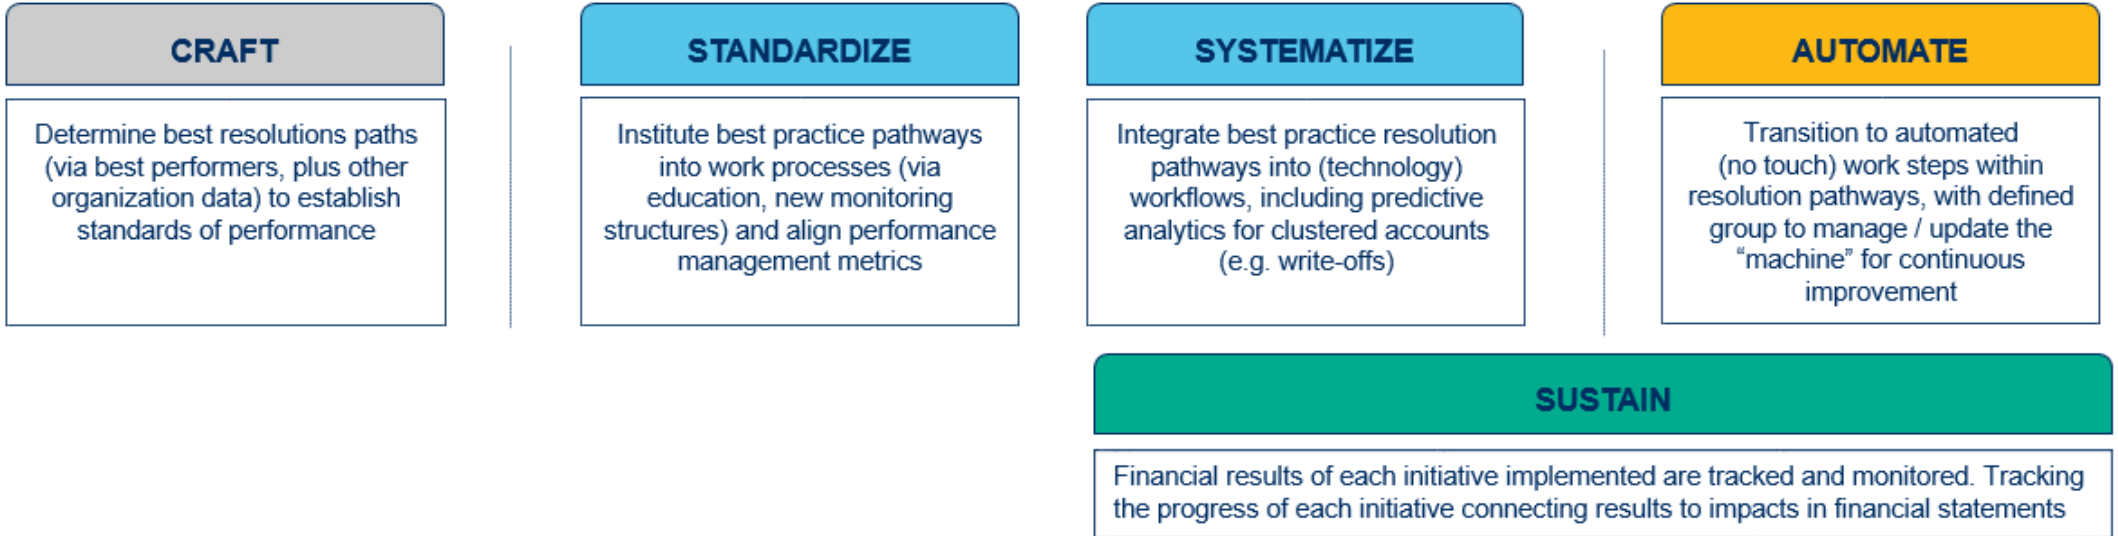 CRAFT
Determine best resolutions paths
(via best performers, plus other
organization data) to establish
standards of performance
STANDARDIZE
Institute best practice pathways
into work processes (via
education, new monitoring
structures) and align performance
management metrics
SYSTEMATIZE
Integrate best practice resolution
pathways into (technology)
workflows, including predictive
analytics for clustered accounts
(e.g. write-offs)
AUTOMATE
Transition to automated
(no touch) work steps within
resolution pathways, with defined
group to manage / update the
“machine” for continuous
improvement
SUSTAIN
Financial results of each initiative implemented are tracked and monitored. Tracking
the progress of each initiative connecting results to impacts in financial statements